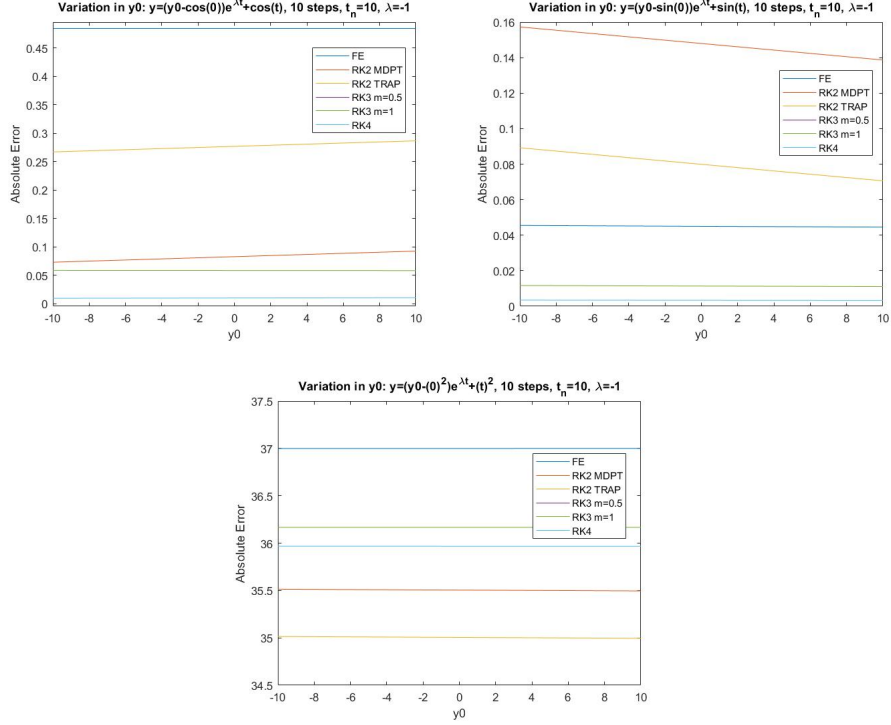 Variation in y0: y=(y0-cos(0))e^λt+cos(t), 10 steps, t_n=10, λ=-1
0.45
0.4
0.35
0.3
0.25
0.2
0.15
0.1
0.05
0
Absolute Error
FE
RK2 MDPT
RK2 TRAP
RK3 m=0.5
RK3 m=1
RK4
-10 -8 -6 -4 -2 0 2 4 6 8 10
y0
Variation in y0: y=(y0-sin(0))e^λt+sin(t), 10 steps, t_n=10, λ=-1
0.16
0.14
0.12
0.1
0.08
0.06
0.04
0.02
0
Absolute Error
FE
RK2 MDPT
RK2 TRAP
RK3 m=0.5
RK3 m=1
RK4
-10 -8 -6 -4 -2 0 2 4 6 8 10
y0
Variation in y0: y=(y0-(0)^2)e^λt+(t)^2, 10 steps, t_n=10, λ=-1
37.5
37
36.5
36
35.5
35
34.5
Absolute Error
FE
RK2 MDPT
RK2 TRAP
RK3 m=0.5
RK3 m=1
RK4
-10 -8 -6 -4 -2 0 2 4 6 8 10
y0